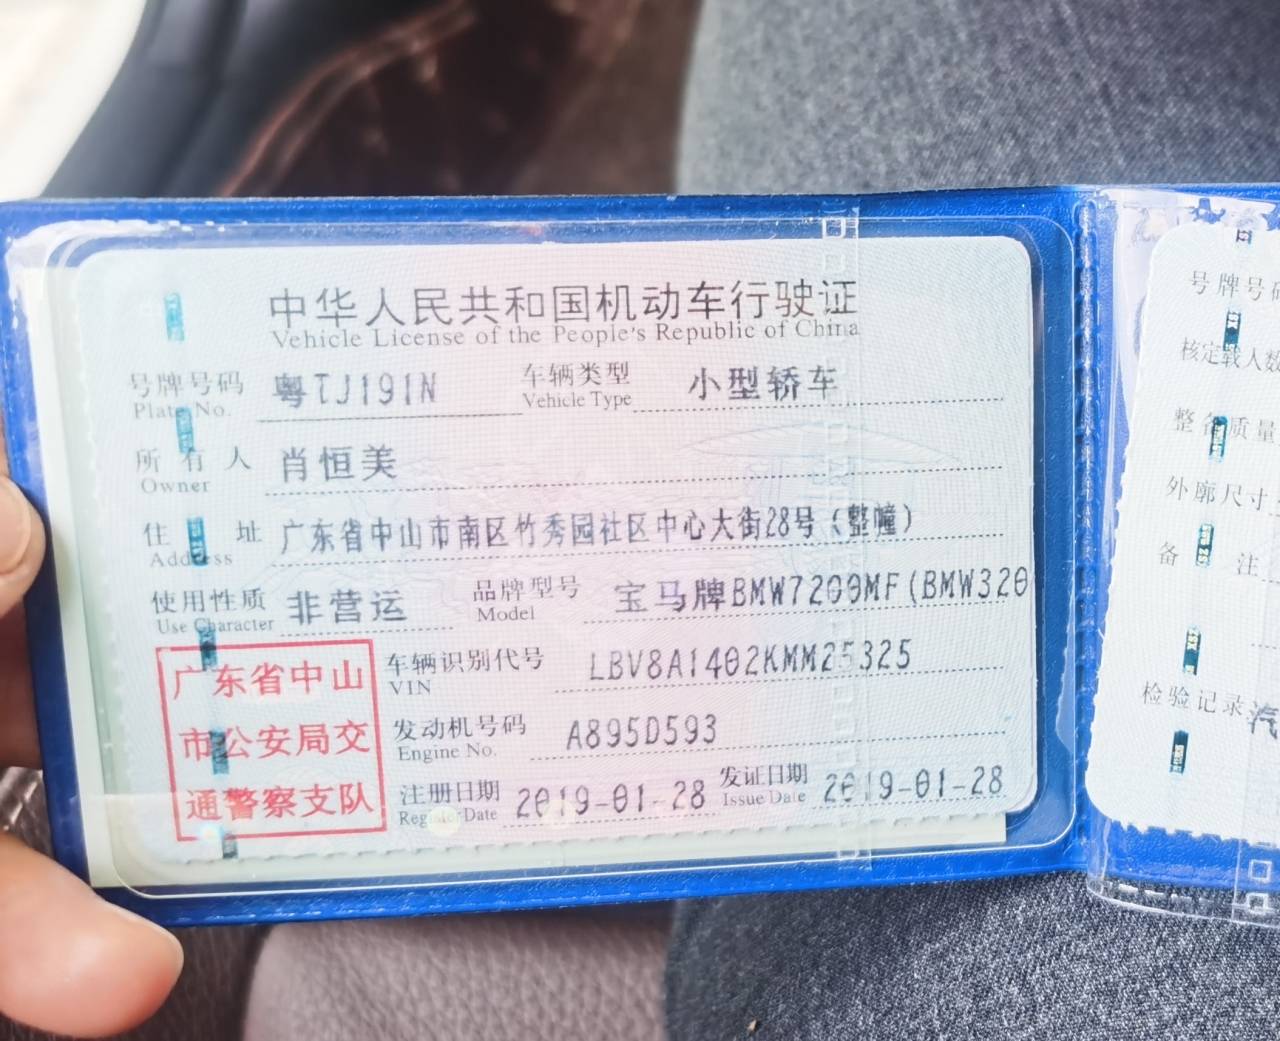 中华人民共和国机动车行驶证
Vehicle License of the People's Republic of China
号牌号码 粤TJ191N 车辆类型 小型轿车
Plate No. Vehicle Type
所有人 肖恒美
Owner
住址 广东省中山市南区竹秀园社区中心大街28号(整幢)
Address
使用性质 非营运 品牌型号 宝马牌BMW7200MF(BMW320
Use Character Model
车辆识别代号 LBV8A1402KMM25325
VIN
发动机号码 A895D593
Engine No.
注册日期 2019-01-28 发证日期 2019-01-28
Register Date Issue Date
广东省中山
市公安局交
通警察支队
号牌号码
核定载人数
整备质量
外廓尺寸
备注
检验记录
汽